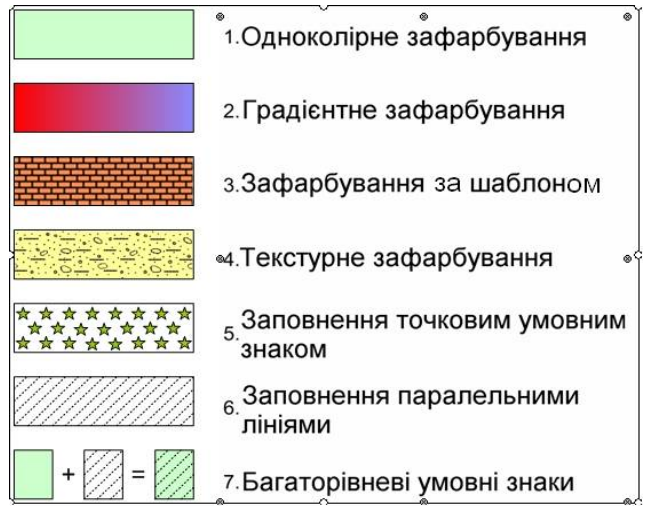 1.Одноколірне зафарбування
2.Градієнтне зафарбування
3.Зафарбування за шаблоном
4.Текстурне зафарбування
5.Заповнення точковим умовним
знаком
6.Заповнення паралельними
лініями
+ =
7.Багаторівневі умовні знаки